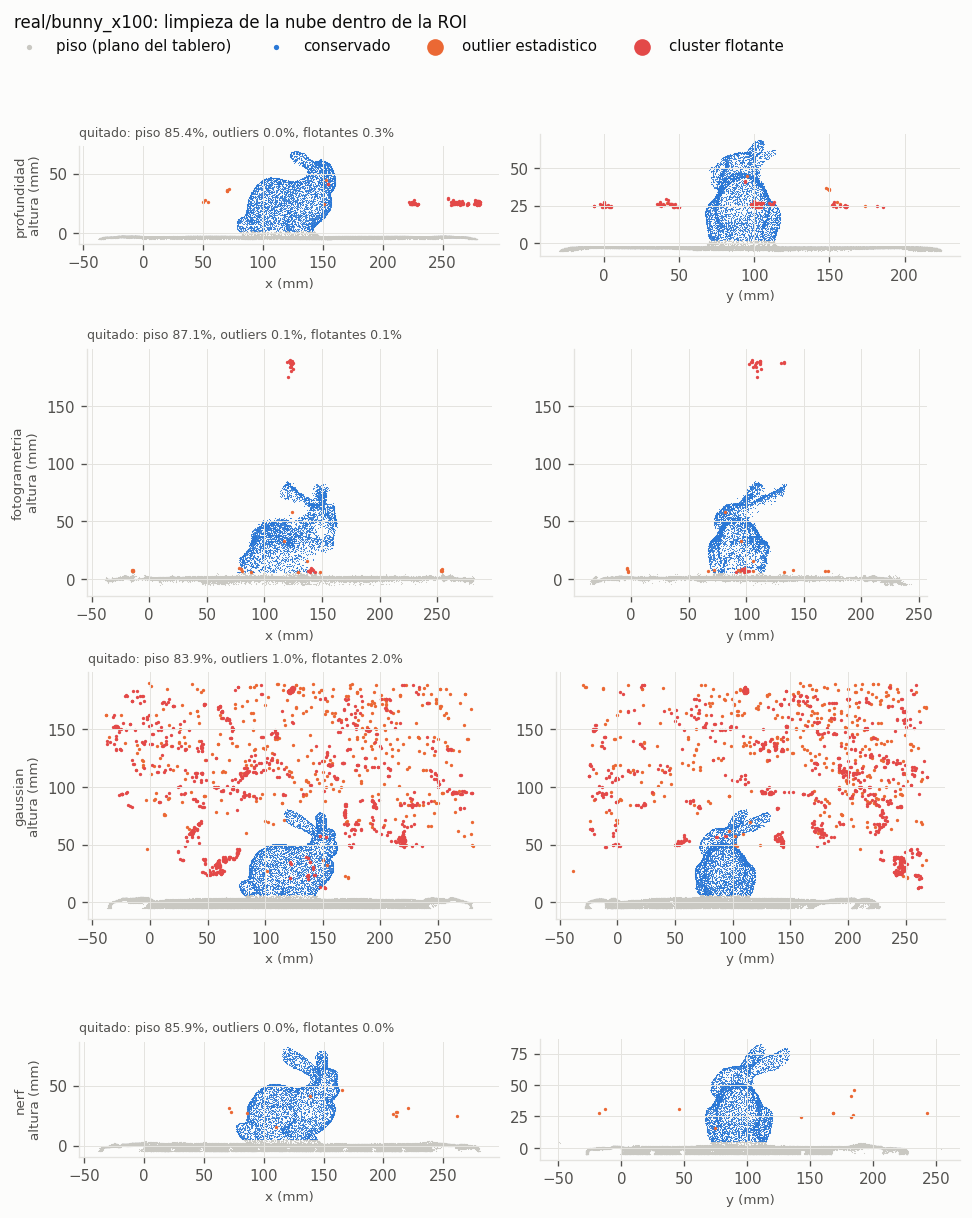 real/bunny_x100: limpieza de la nube dentro de la ROI
piso (plano del tablero) conservado outlier estadistico cluster flotante
quitado: piso 85.4%, outliers 0.0%, flotantes 0.3%
profundidad
altura (mm)
50
0
−50 0 50 100 150 200 250
x (mm)
50
25
0
0 50 100 150 200
y (mm)
quitado: piso 87.1%, outliers 0.1%, flotantes 0.1%
fotogrametria
altura (mm)
150
100
50
0
−50 0 50 100 150 200 250
x (mm)
150
100
50
0
0 50 100 150 200 250
y (mm)
quitado: piso 83.9%, outliers 1.0%, flotantes 2.0%
gaussian
altura (mm)
150
100
50
0
−50 0 50 100 150 200 250
x (mm)
150
100
50
0
−50 0 50 100 150 200 250
y (mm)
quitado: piso 85.9%, outliers 0.0%, flotantes 0.0%
nerf
altura (mm)
50
0
−50 0 50 100 150 200 250
x (mm)
75
50
25
0
−50 0 50 100 150 200 250
y (mm)